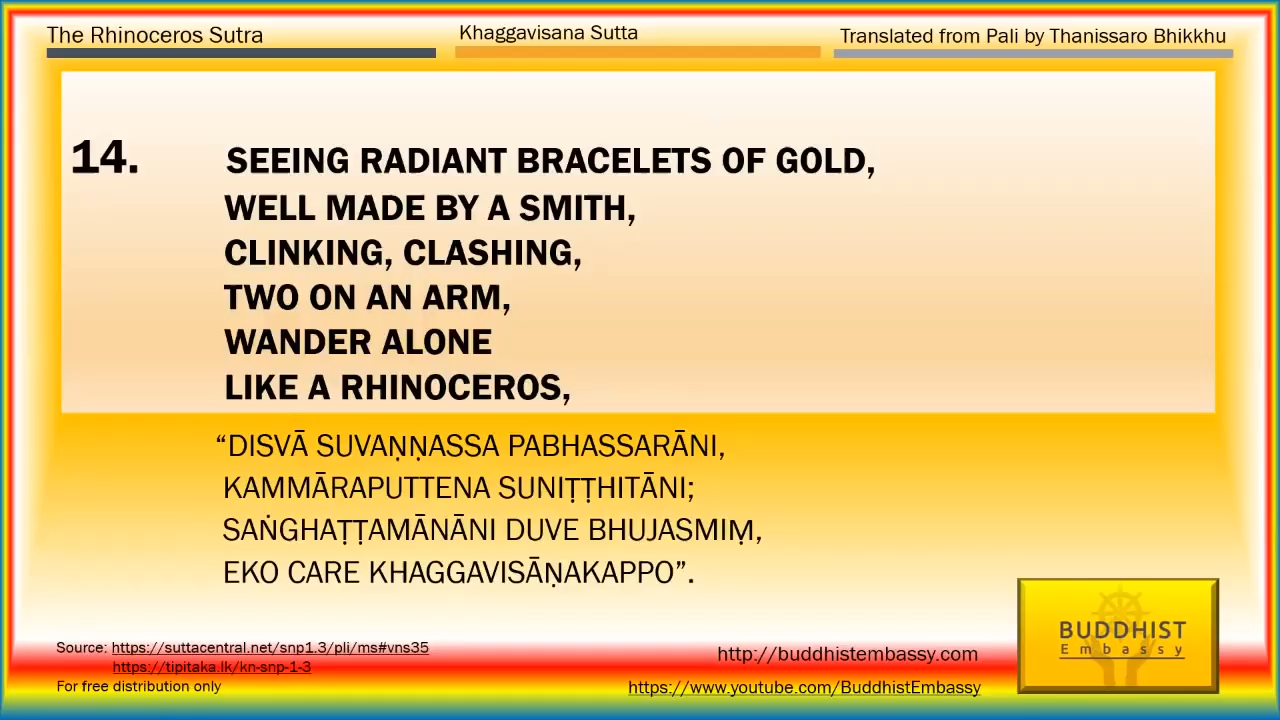 The Rhinoceros Sutra
Khaggavisana Sutta
Translated from Pali by Thanissaro Bhikkhu
14. SEEING RADIANT BRACELETS OF GOLD,
WELL MADE BY A SMITH,
CLINKING, CLASHING,
TWO ON AN ARM,
WANDER ALONE
LIKE A RHINOCEROS,
“DISVĀ SUVAṆṆASSA PABHASSARĀNI,
KAMMĀRAPUTTENA SUNIṬṬHITĀNI;
SAṄGHAṬṬAMĀNĀNI DUVE BHUJASMIṂ,
EKO CARE KHAGGAVISĀṆAKAPPO”.
Source: https://suttacentral.net/snp1.3/pli/ms#vns35
https://tipitaka.lk/kn-snp-1-3
For free distribution only
http://buddhistembassy.com
https://www.youtube.com/BuddhistEmbassy
BUDDHIST
Embassy